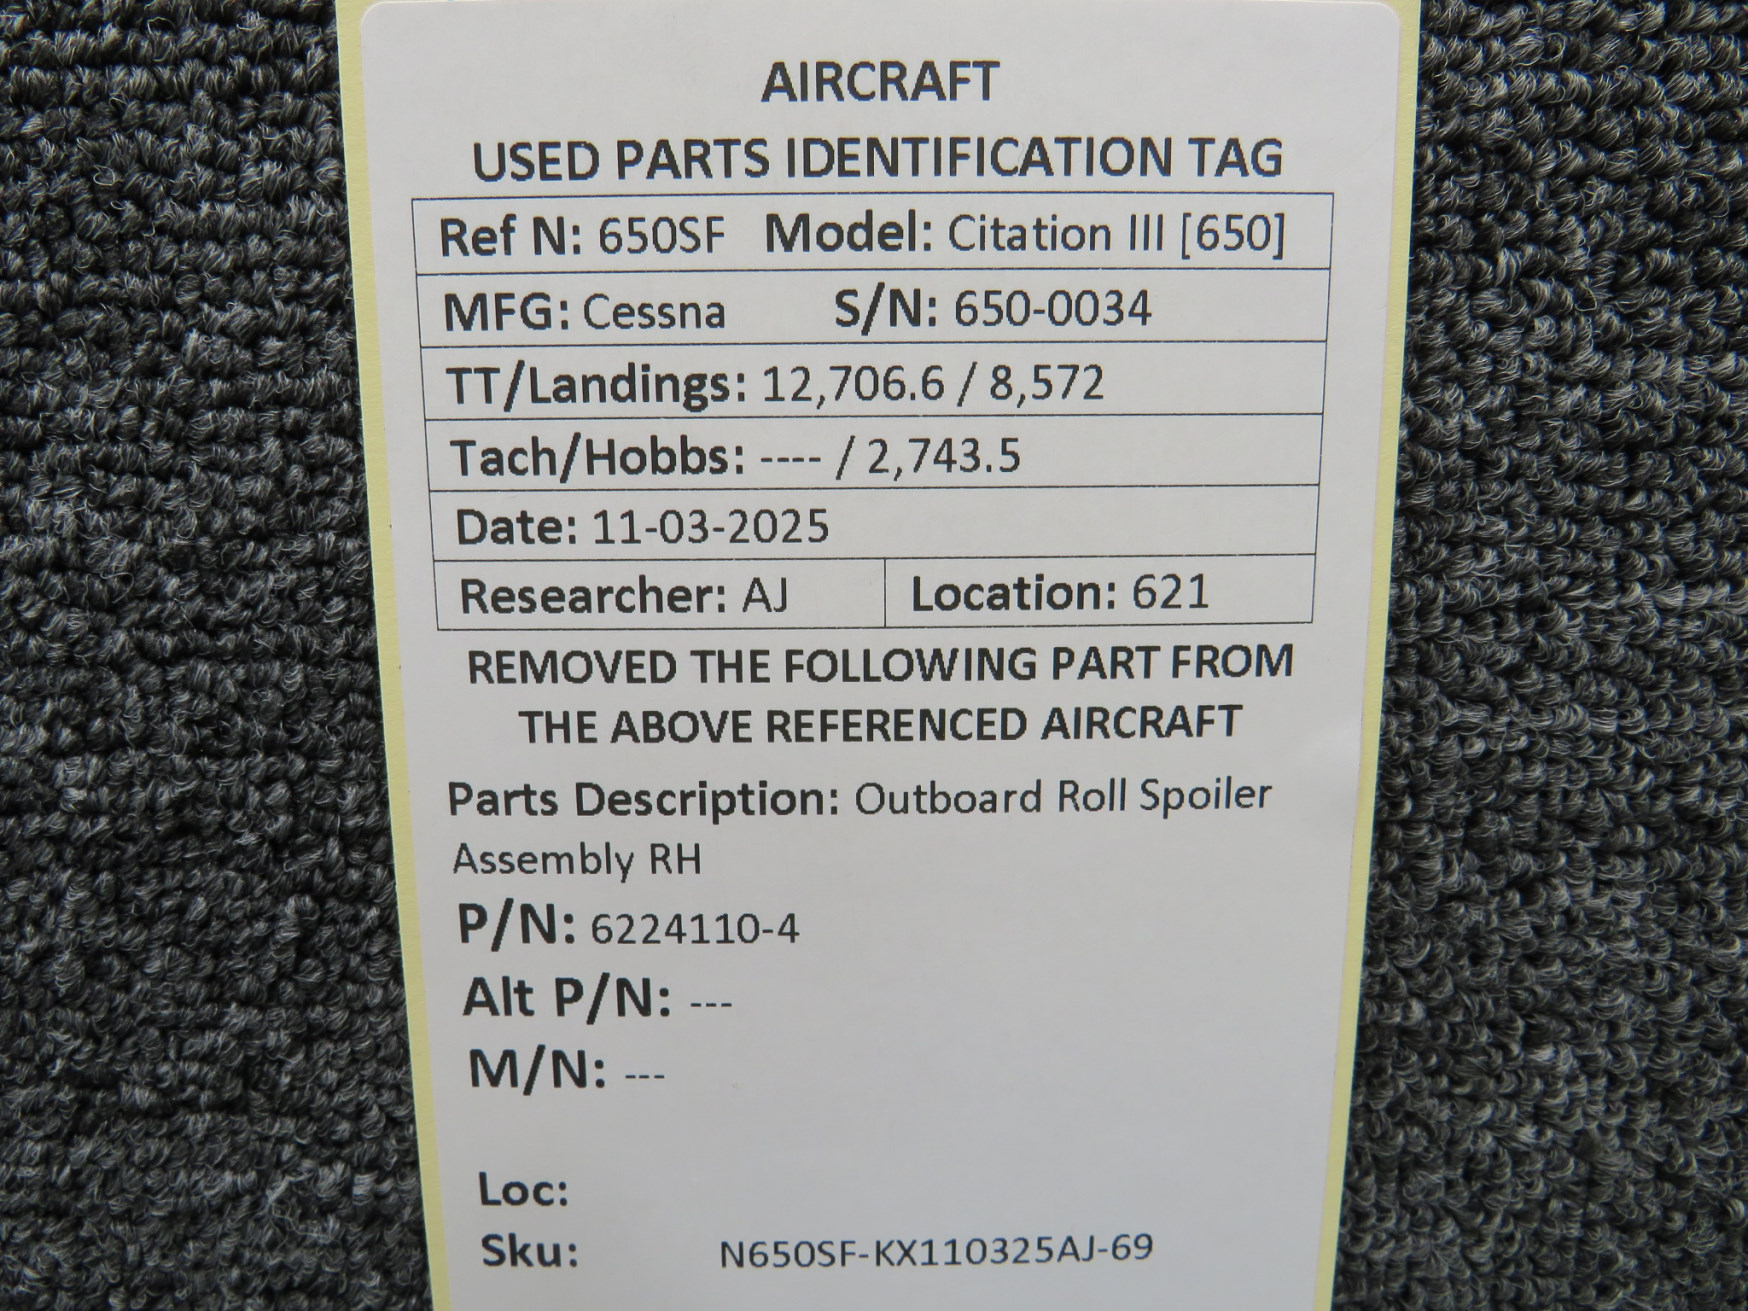 AIRCRAFT
USED PARTS IDENTIFICATION TAG
Ref N: 650SF Model: Citation III [650]
MFG: Cessna S/N: 650-0034
TT/Landings: 12,706.6 / 8,572
Tach/Hobbs: ---- / 2,743.5
Date: 11-03-2025
Researcher: AJ Location: 621
REMOVED THE FOLLOWING PART FROM
THE ABOVE REFERENCED AIRCRAFT
Parts Description: Outboard Roll Spoiler
Assembly RH
P/N: 6224110-4
Alt P/N: ---
M/N: ---
Loc:
Sku: N650SF-KX110325AJ-69